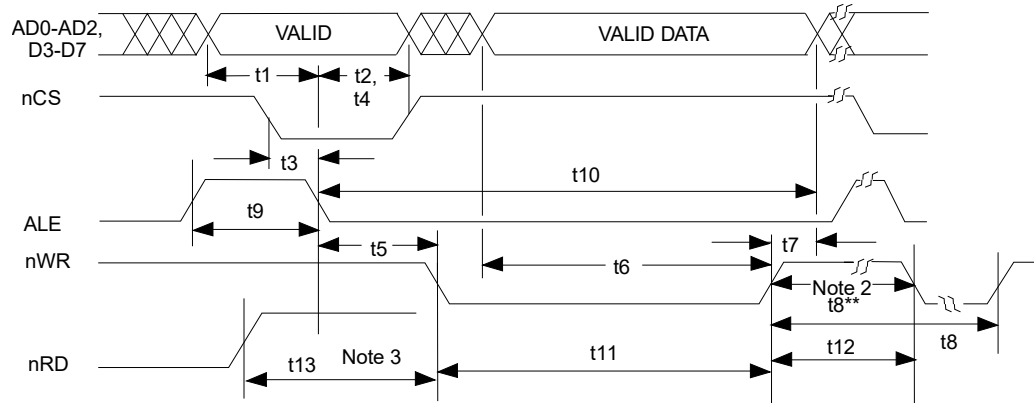 AD0-AD2,
D3-D7
VALID
VALID DATA
t1
t2,
t4
nCS
t3
t10
ALE
t9
t5
t7
nWR
t6
Note 2
t8**
t8
nRD
t13
Note 3
t11
t12